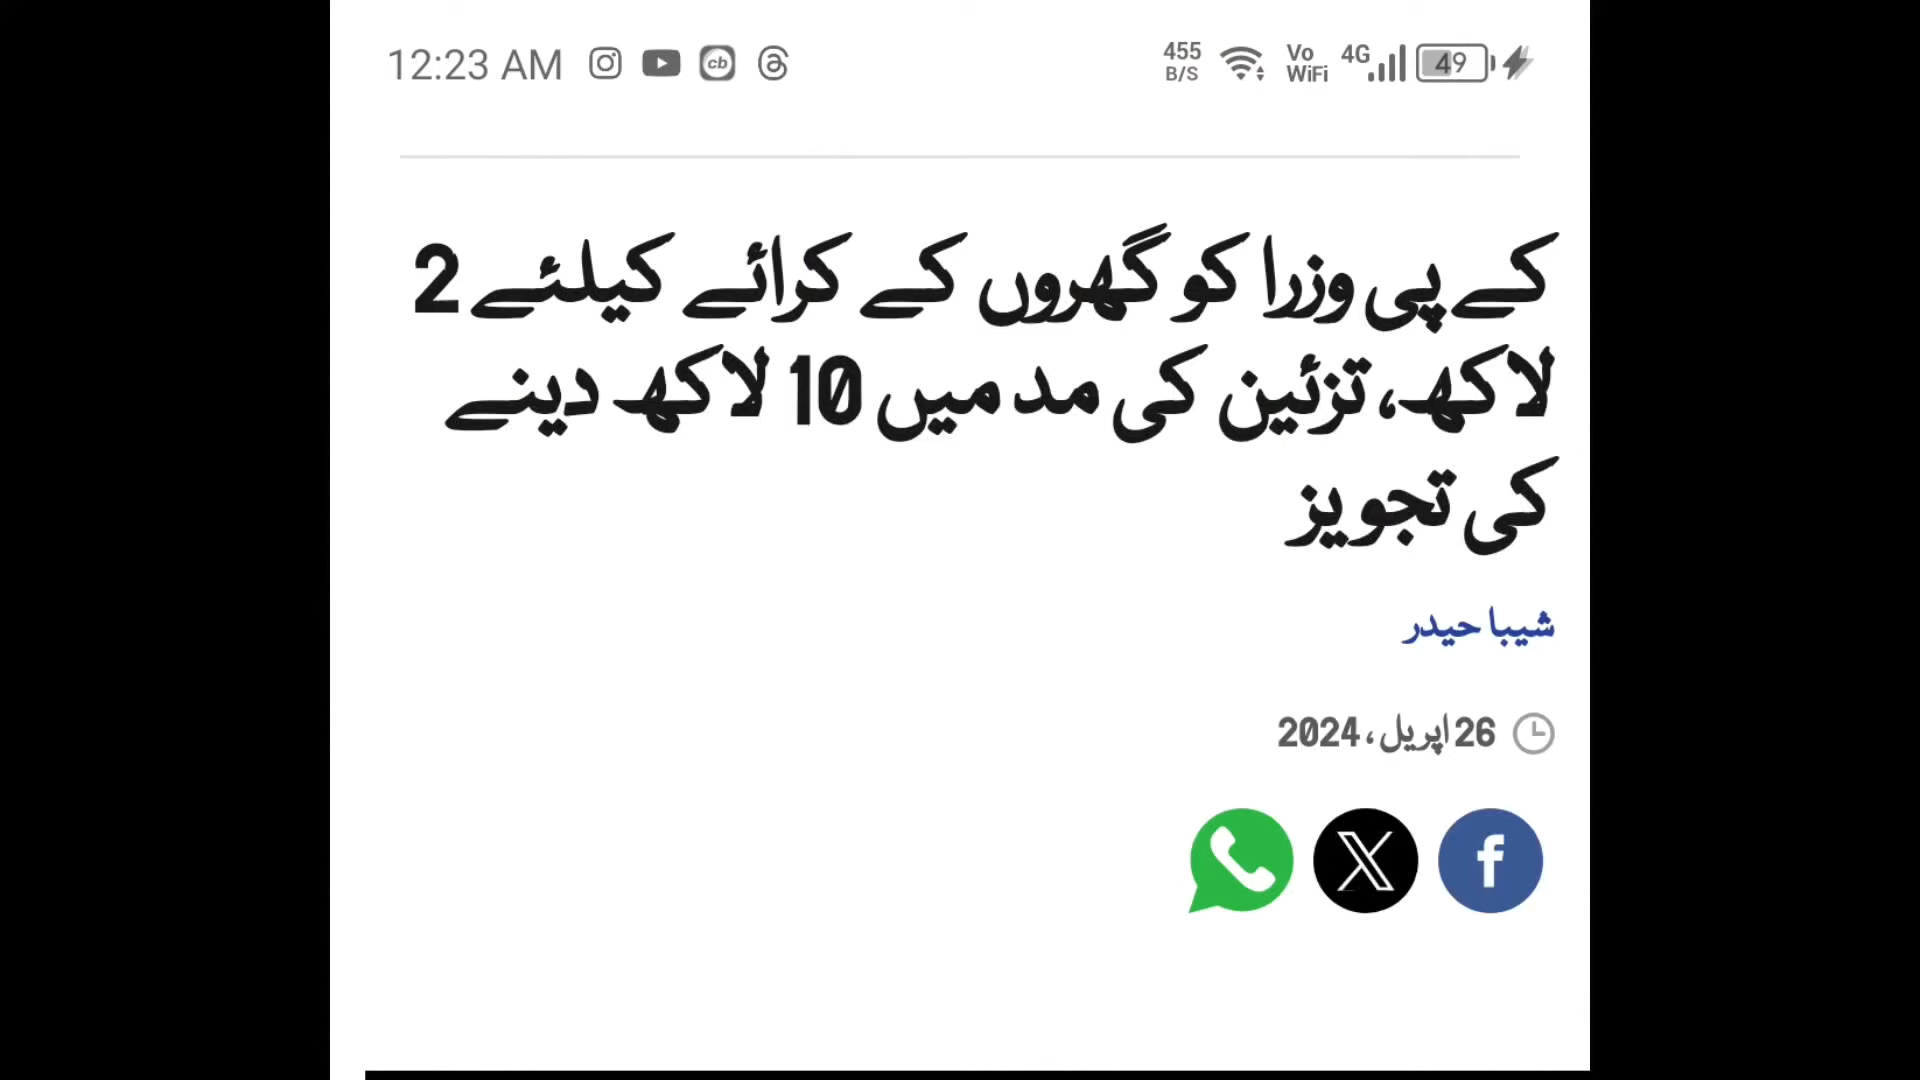 12:23 AM
455 B/S Vo WiFi 4G 49
کے پی وزرا کو گھروں کے کرائے کیلئے 2
لاکھ، تزئین کی مد میں 10 لاکھ دینے
کی تجویز
شیبا حیدر
26 اپریل ، 2024